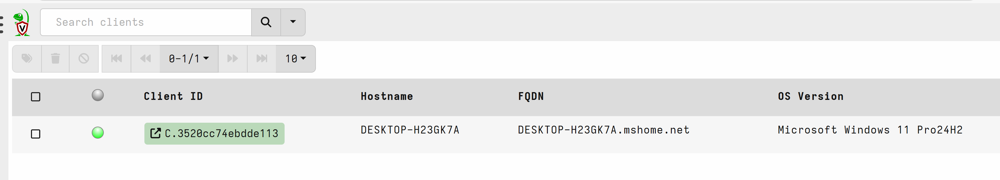 Search clients
0-1/1 10
Client ID Hostname FQDN OS Version
C.3520cc74ebdde113 DESKTOP-H23GK7A DESKTOP-H23GK7A.mshome.net Microsoft Windows 11 Pro24H2
V